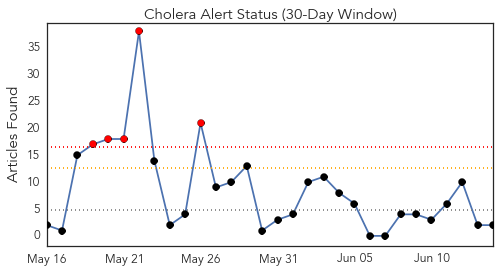 Cholera Alert Status (30-Day Window)
Articles Found
35
30
25
20
15
10
5
0
May 16
May 21
May 26
May 31
Jun 05
Jun 10